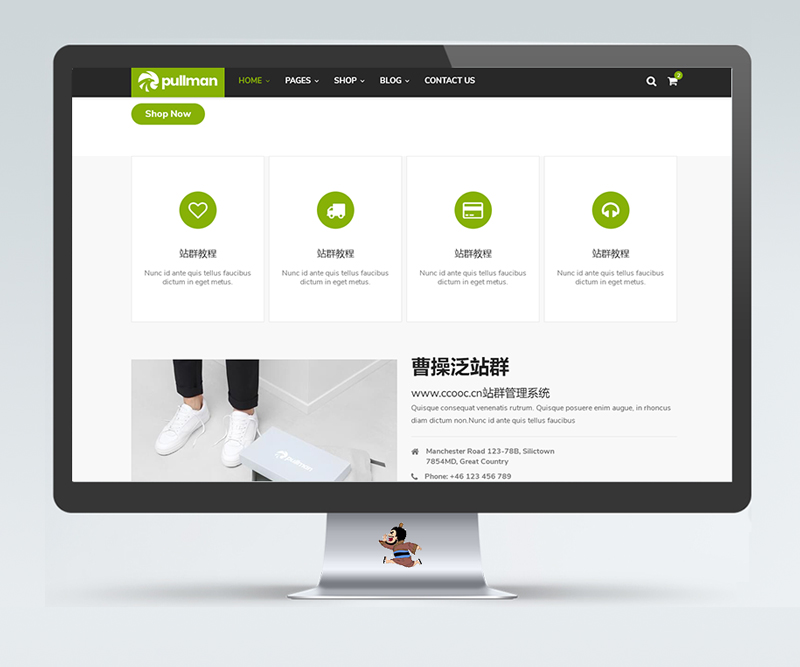 pullman HOME PAGES SHOP BLOG CONTACT US 2
Shop Now
站群教程 站群教程 站群教程 站群教程
Nunc id ante quis tellus faucibus Nunc id ante quis tellus faucibus Nunc id ante quis tellus faucibus Nunc id ante quis tellus faucibus
dictum in eget metus. dictum in eget metus. dictum in eget metus. dictum in eget metus.
曹操泛站群
www.ccooc.cn站群管理系统
Quisque consequat venenatis rutrum. Quisque posuere enim augue, in rhoncus
diam dictum non.Nunc id ante quis tellus faucibus
Manchester Road 123-78B, Silictown
7854MD, Great Country
Phone: +46 123 456 789
pullman